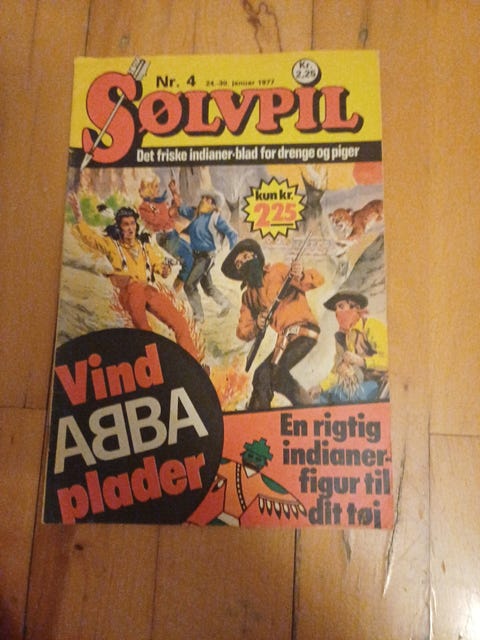 Nr. 4
24.-30. januar 1977
Kr. 2,25
SØLVPIL
Det friske indianer-blad for drenge og piger
kun kr.
2.25
Vind
ABBA
plader
En rigtig
indianer-
figur til
dit tøj